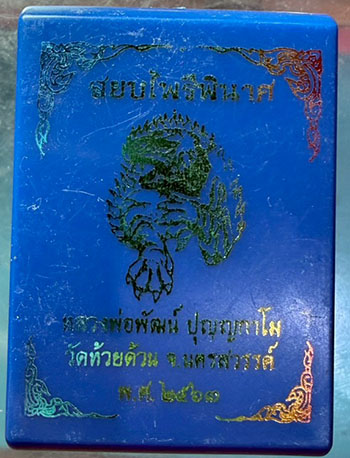 สยบไพรีพินาศ
หลวงพ่อพัฒน์ ปุญฺญกาโม
วัดห้วยด้วน จ.นครสวรรค์
พ.ศ.๒๕๖๓